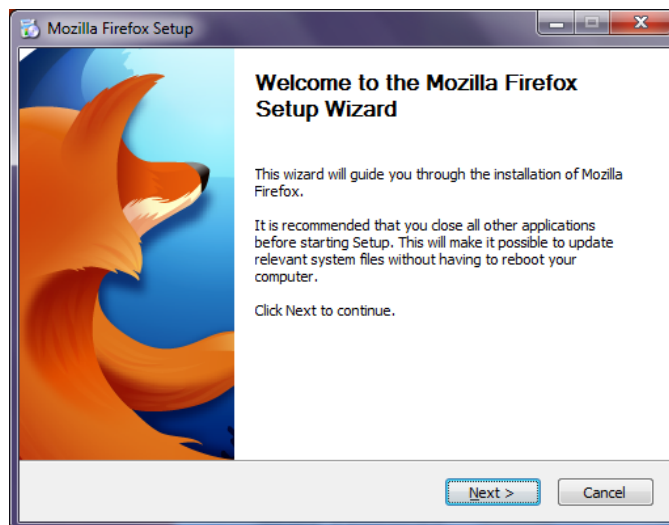 Mozilla Firefox Setup
Welcome to the Mozilla Firefox
Setup Wizard
This wizard will guide you through the installation of Mozilla
Firefox.
It is recommended that you close all other applications
before starting Setup. This will make it possible to update
relevant system files without having to reboot your
computer.
Click Next to continue.
Next >
Cancel